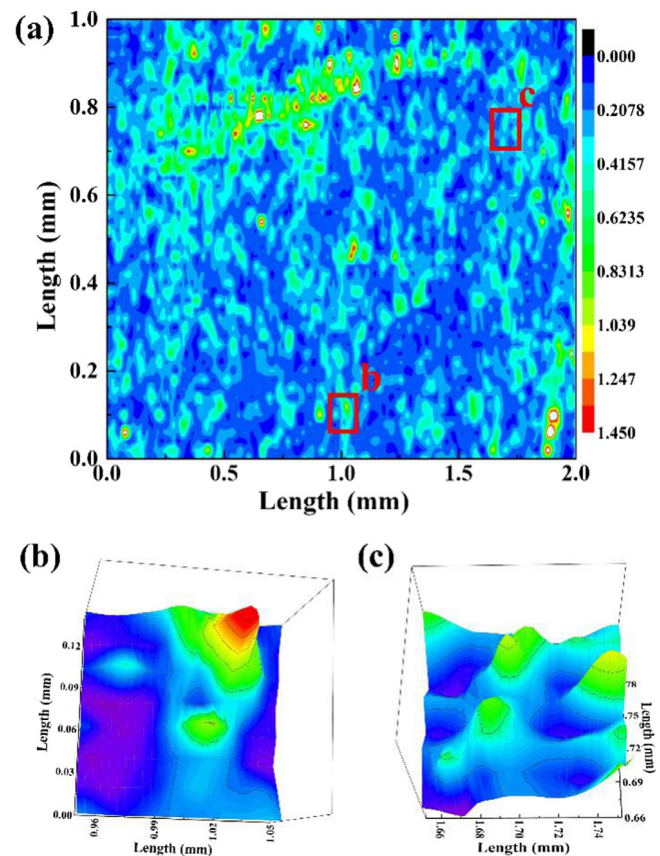 (a)
1.0
0.8
0.6
0.4
0.2
0.0
Length (mm)
0.0 0.5 1.0 1.5 2.0
Length (mm)
c
b
0.000
0.2078
0.4157
0.6235
0.8313
1.039
1.247
1.450
(b)
0.12
0.09
0.06
0.03
0.00
Length (mm)
0.96 0.99 1.02 1.05
Length (mm)
(c)
0.78
0.75
0.72
0.69
0.66
Length (mm)
1.66 1.68 1.70 1.72 1.74
Length (mm)